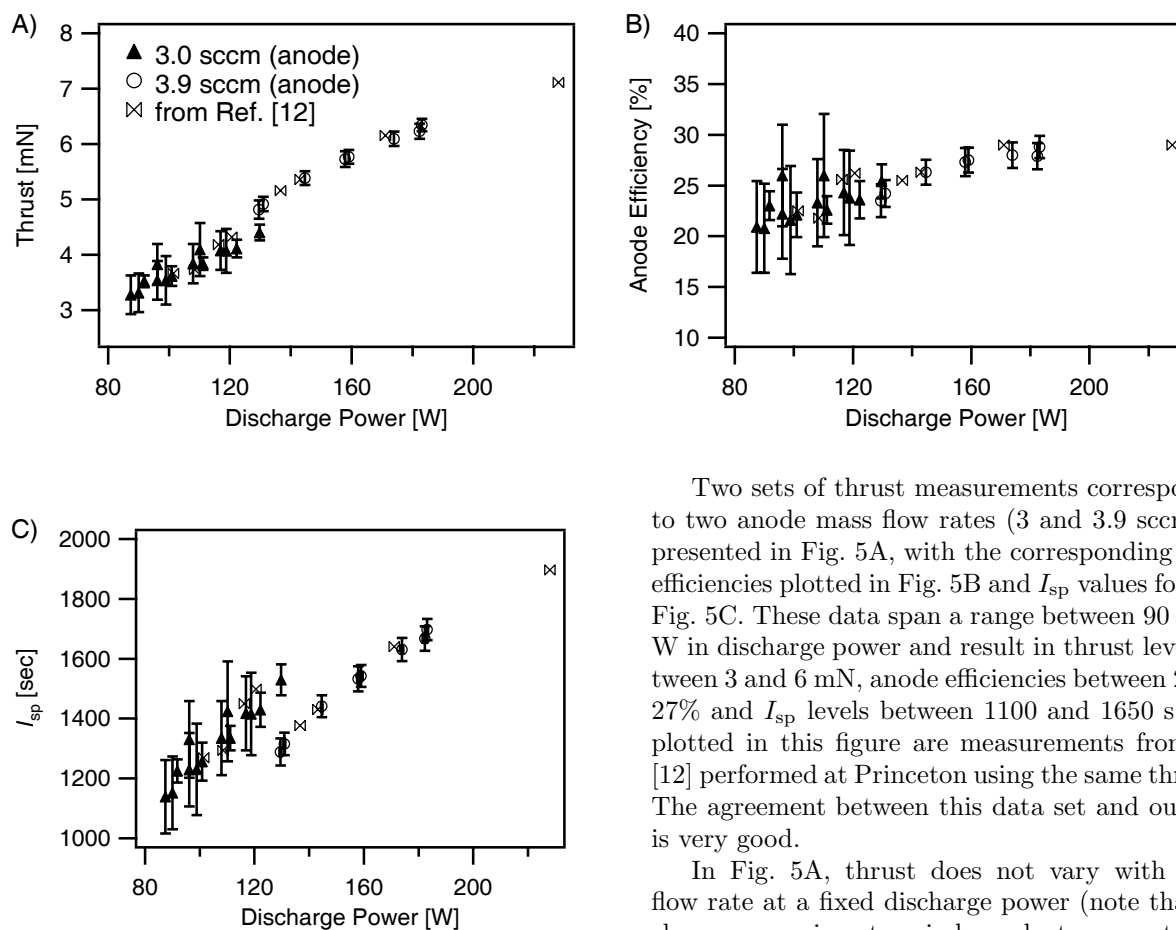 A)
8
7
6
5
4
3
Thrust [mN]
3.0 sccm (anode)
3.9 sccm (anode)
from Ref. [12]
80 120 160 200
Discharge Power [W]
B)
40
35
30
25
20
15
10
Anode Efficiency [%]
80 120 160 200
Discharge Power [W]
C)
2000
1800
1600
1400
1200
1000
Isp [sec]
80 120 160 200
Discharge Power [W]
Two sets of thrust measurements correspo
to two anode mass flow rates (3 and 3.9 sccr
presented in Fig. 5A, with the corresponding
efficiencies plotted in Fig. 5B and Isp values fo
Fig. 5C. These data span a range between 90
W in discharge power and result in thrust lev
tween 3 and 6 mN, anode efficiencies between 2
27% and Isp levels between 1100 and 1650 s
plotted in this figure are measurements from
[12] performed at Princeton using the same thr
The agreement between this data set and ou
is very good.
In Fig. 5A, thrust does not vary with
flow rate at a fixed discharge power (note tha